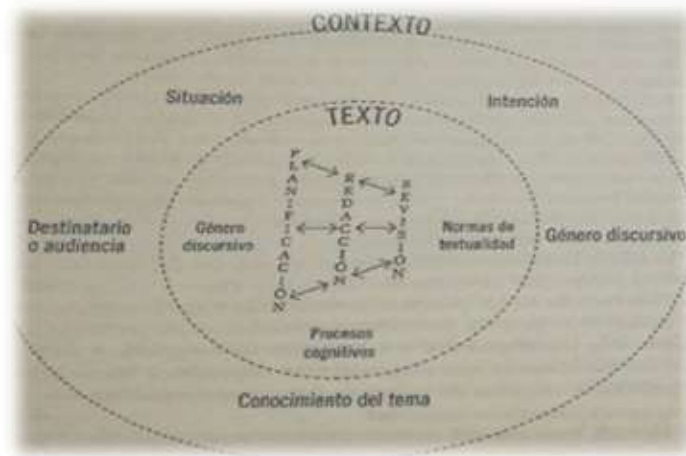 CONTEXTO
Situación
Intención
TEXTO
PLANIFICACIÓN
REDACCIÓN
REVISIÓN
Destinatario
o audiencia
Género
discursivo
Normas de
textualidad
Género discursivo
Procesos
cognitivos
Conocimiento del tema